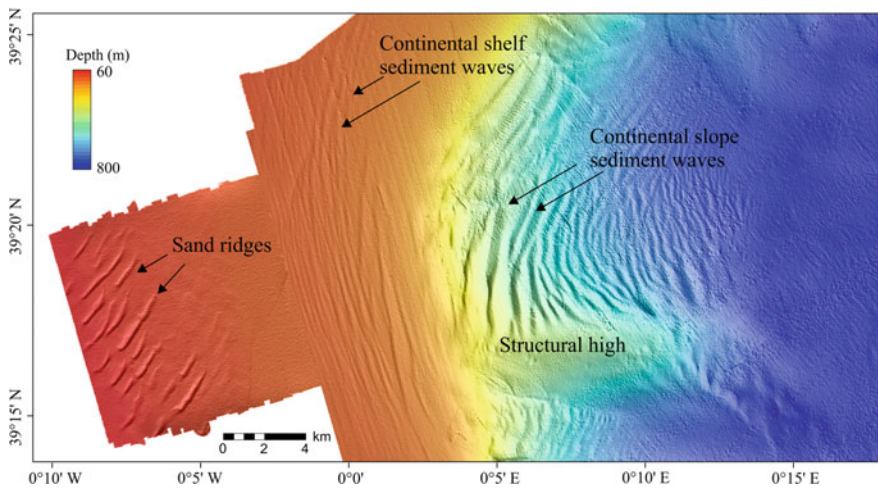 39°25' N
Depth (m)
60
800
Continental shelf
sediment waves
Continental slope
sediment waves
39°20' N
Sand ridges
Structural high
39°15' N
km
0 2 4
0°10' W 0°5' W 0°0' 0°5' E 0°10' E 0°15' E